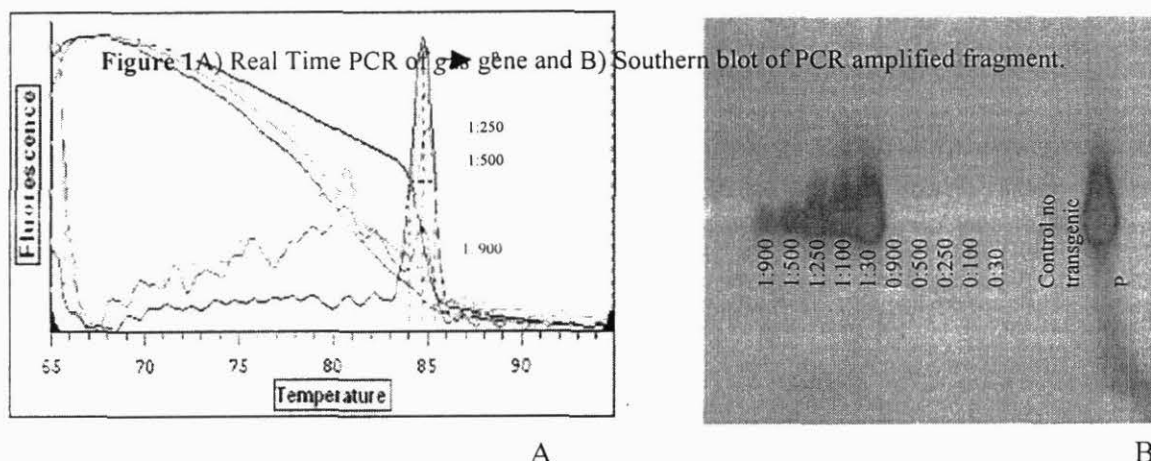 Figure 1A) Real Time PCR of gus gene and B) Southern blot of PCR amplified fragment.
P
1:250
1:500
1:900
Fluoroscence
65 70 75 80 85 90
Temperature
A
1:900
1:500
1:250
1:100
1:30
0:900
0:500
0:250
0:100
0:30
Control no
transgenic
P
B